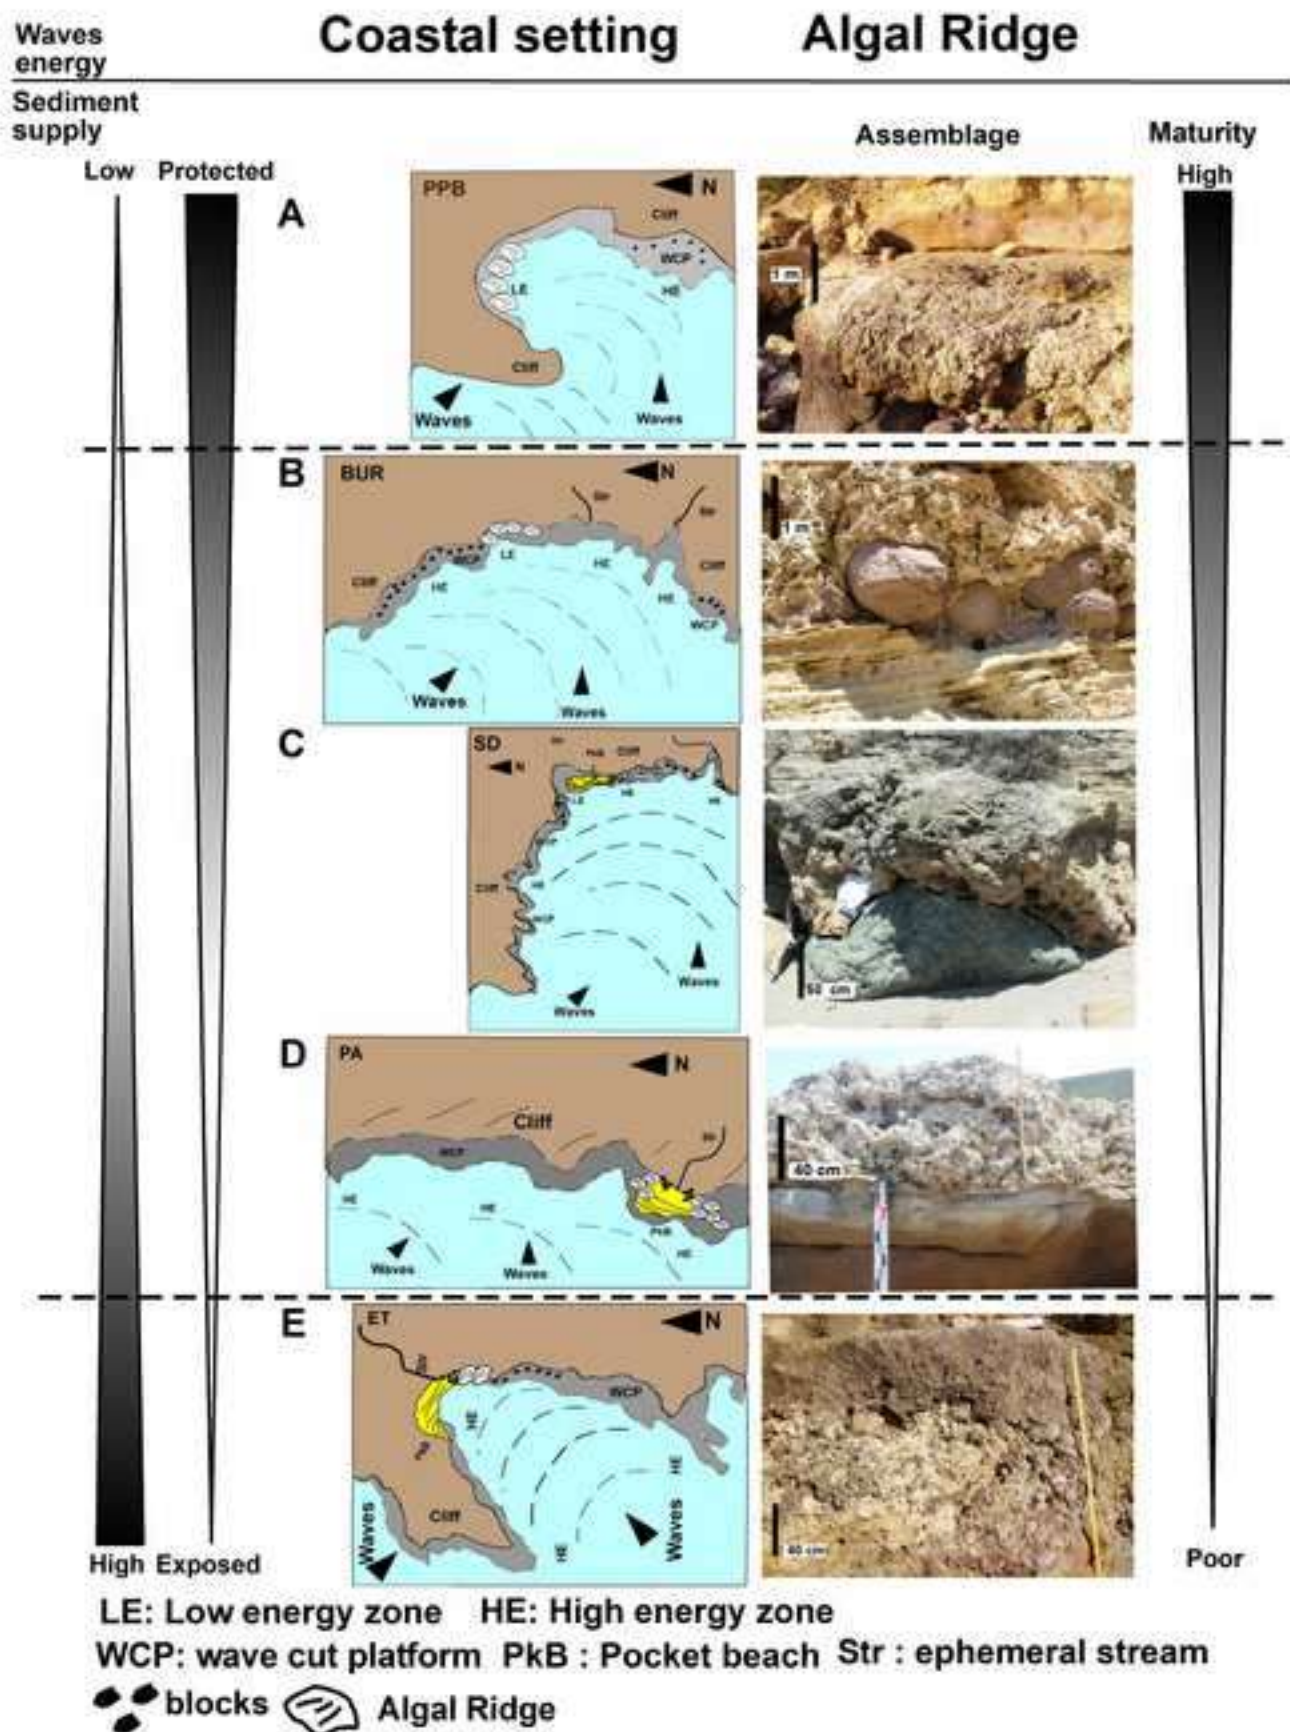 Waves
energy
Coastal setting
Algal Ridge
Sediment
supply
Assemblage
Maturity
Low
Protected
High
A
PPB
N
Cliff
WCP
LE
HE
Cliff
Waves
Waves
1 m
B
BUR
N
Str
Str
WCP
LE
Cliff
HE
HE
Cliff
HE
WCP
Waves
Waves
1 m
C
SD
Cliff
N
LE
HE
HE
Cliff
HE
WCP
Waves
Waves
50 cm
D
PA
N
Cliff
WCP
Str
HE
HE
PkB
HE
Waves
Waves
40 cm
E
ET
N
Str
WCP
HE
PkB
HE
Cliff
Waves
Waves
HE
40 cm
High
Exposed
Poor
LE: Low energy zone HE: High energy zone
WCP: wave cut platform PkB : Pocket beach Str : ephemeral stream
blocks Algal Ridge